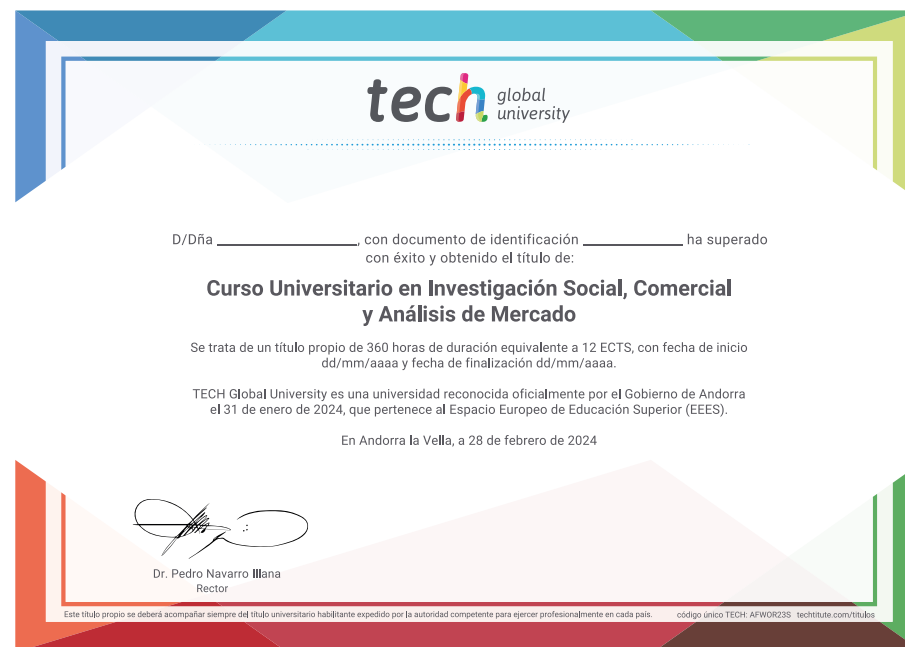 tech global university
D/Dña ____________________, con documento de identificación ______________ ha superado
con éxito y obtenido el título de:
Curso Universitario en Investigación Social, Comercial
y Análisis de Mercado
Se trata de un título propio de 360 horas de duración equivalente a 12 ECTS, con fecha de inicio
dd/mm/aaaa y fecha de finalización dd/mm/aaaa.
TECH Global University es una universidad reconocida oficialmente por el Gobierno de Andorra
el 31 de enero de 2024, que pertenece al Espacio Europeo de Educación Superior (EEES).
En Andorra la Vella, a 28 de febrero de 2024
Dr. Pedro Navarro Illana
Rector
Este título propio se deberá acompañar siempre del título universitario habilitante expedido por la autoridad competente para ejercer profesionalmente en cada país. código único TECH: AFWOR23S techtitute.com/titulos